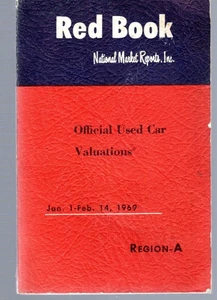 Red Book
National Market Reports, Inc.
Official Used Car
Valuations
Jan. 1-Feb. 14, 1969
REGION-A